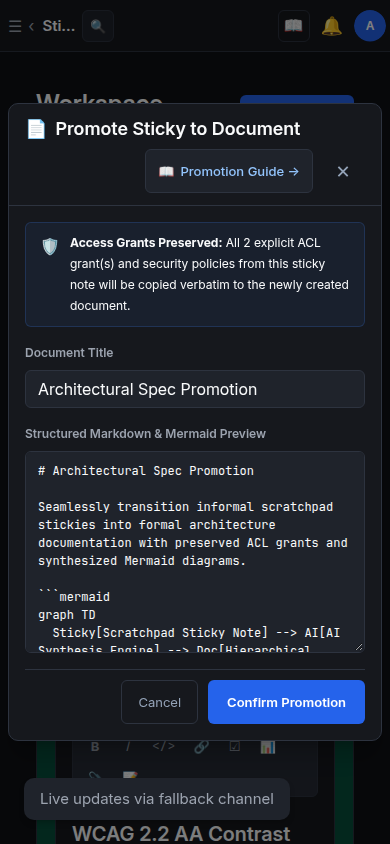 Sti...
A
Workspace
📄 Promote Sticky to Document
📖 Promotion Guide →
✕
Access Grants Preserved: All 2 explicit ACL
grant(s) and security policies from this sticky
note will be copied verbatim to the newly created
document.
Document Title
Architectural Spec Promotion
Structured Markdown & Mermaid Preview
# Architectural Spec Promotion
Seamlessly transition informal scratchpad
stickies into formal architecture
documentation with preserved ACL grants and
synthesized Mermaid diagrams.
```mermaid
graph TD
Sticky[Scratchpad Sticky Note] --> AI[AI
Synthesis Engine] --> Doc[Hierarchical
Cancel
Confirm Promotion
B I </>
Live updates via fallback channel
WCAG 2.2 AA Contrast